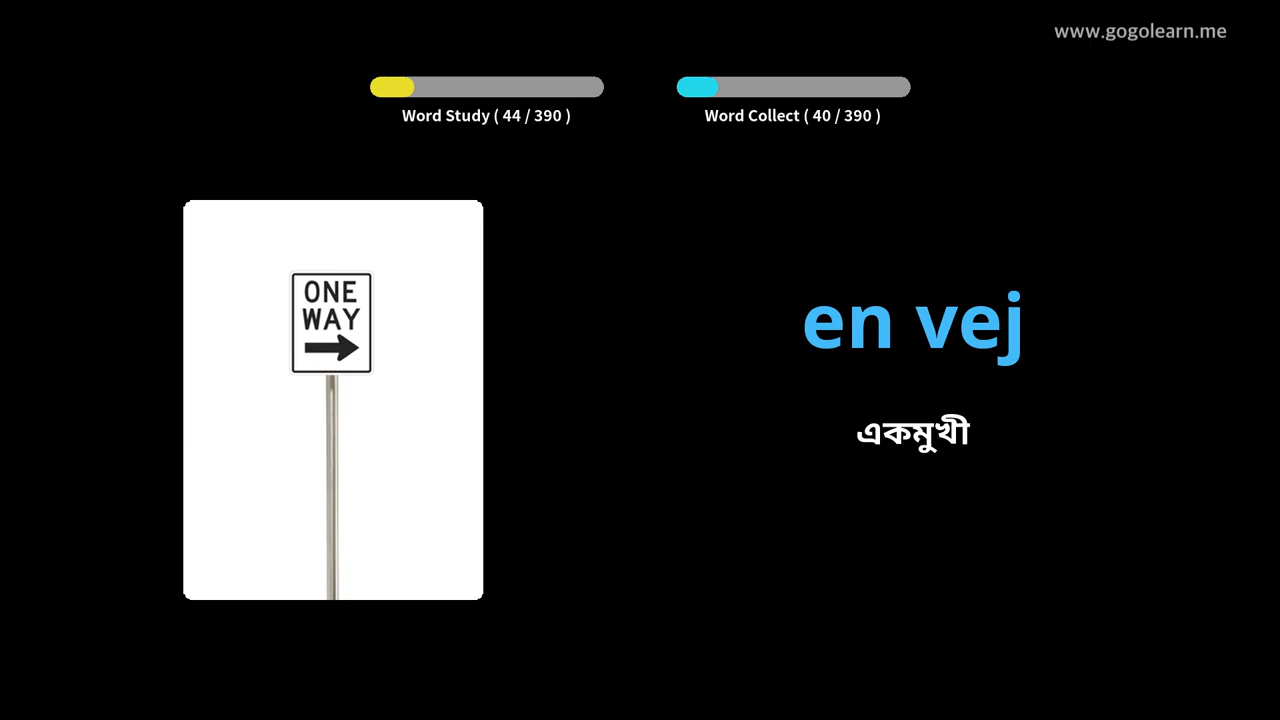 www.gogolearn.me
Word Study ( 44 / 390 )
Word Collect ( 40 / 390 )
ONE
WAY
en vej
একমুখী